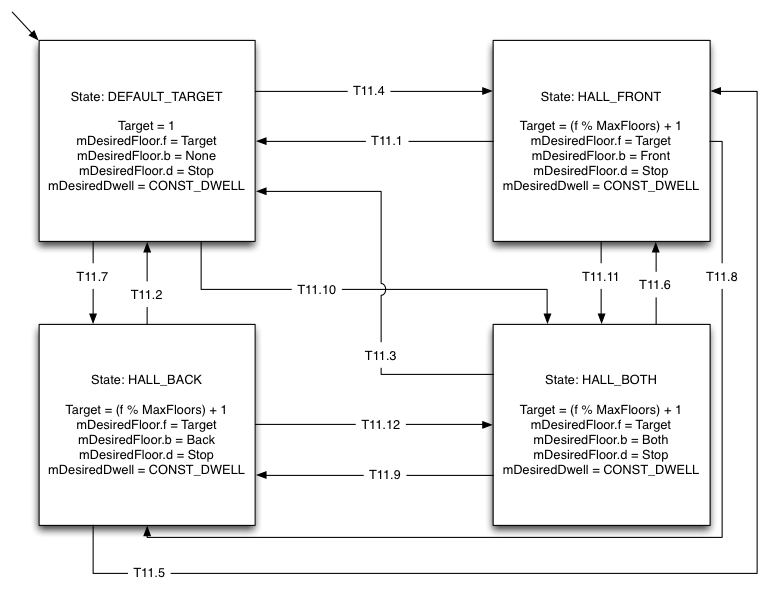 State: DEFAULT_TARGET
Target = 1
mDesiredFloor.f = Target
mDesiredFloor.b = None
mDesiredFloor.d = Stop
mDesiredDwell = CONST_DWELL
T11.4
T11.1
State: HALL_FRONT
Target = (f % MaxFloors) + 1
mDesiredFloor.f = Target
mDesiredFloor.b = Front
mDesiredFloor.d = Stop
mDesiredDwell = CONST_DWELL
T11.7
T11.2
T11.10
T11.3
T11.11
T11.6
T11.8
State: HALL_BACK
Target = (f % MaxFloors) + 1
mDesiredFloor.f = Target
mDesiredFloor.b = Back
mDesiredFloor.d = Stop
mDesiredDwell = CONST_DWELL
T11.12
T11.9
State: HALL_BOTH
Target = (f % MaxFloors) + 1
mDesiredFloor.f = Target
mDesiredFloor.b = Both
mDesiredFloor.d = Stop
mDesiredDwell = CONST_DWELL
T11.5